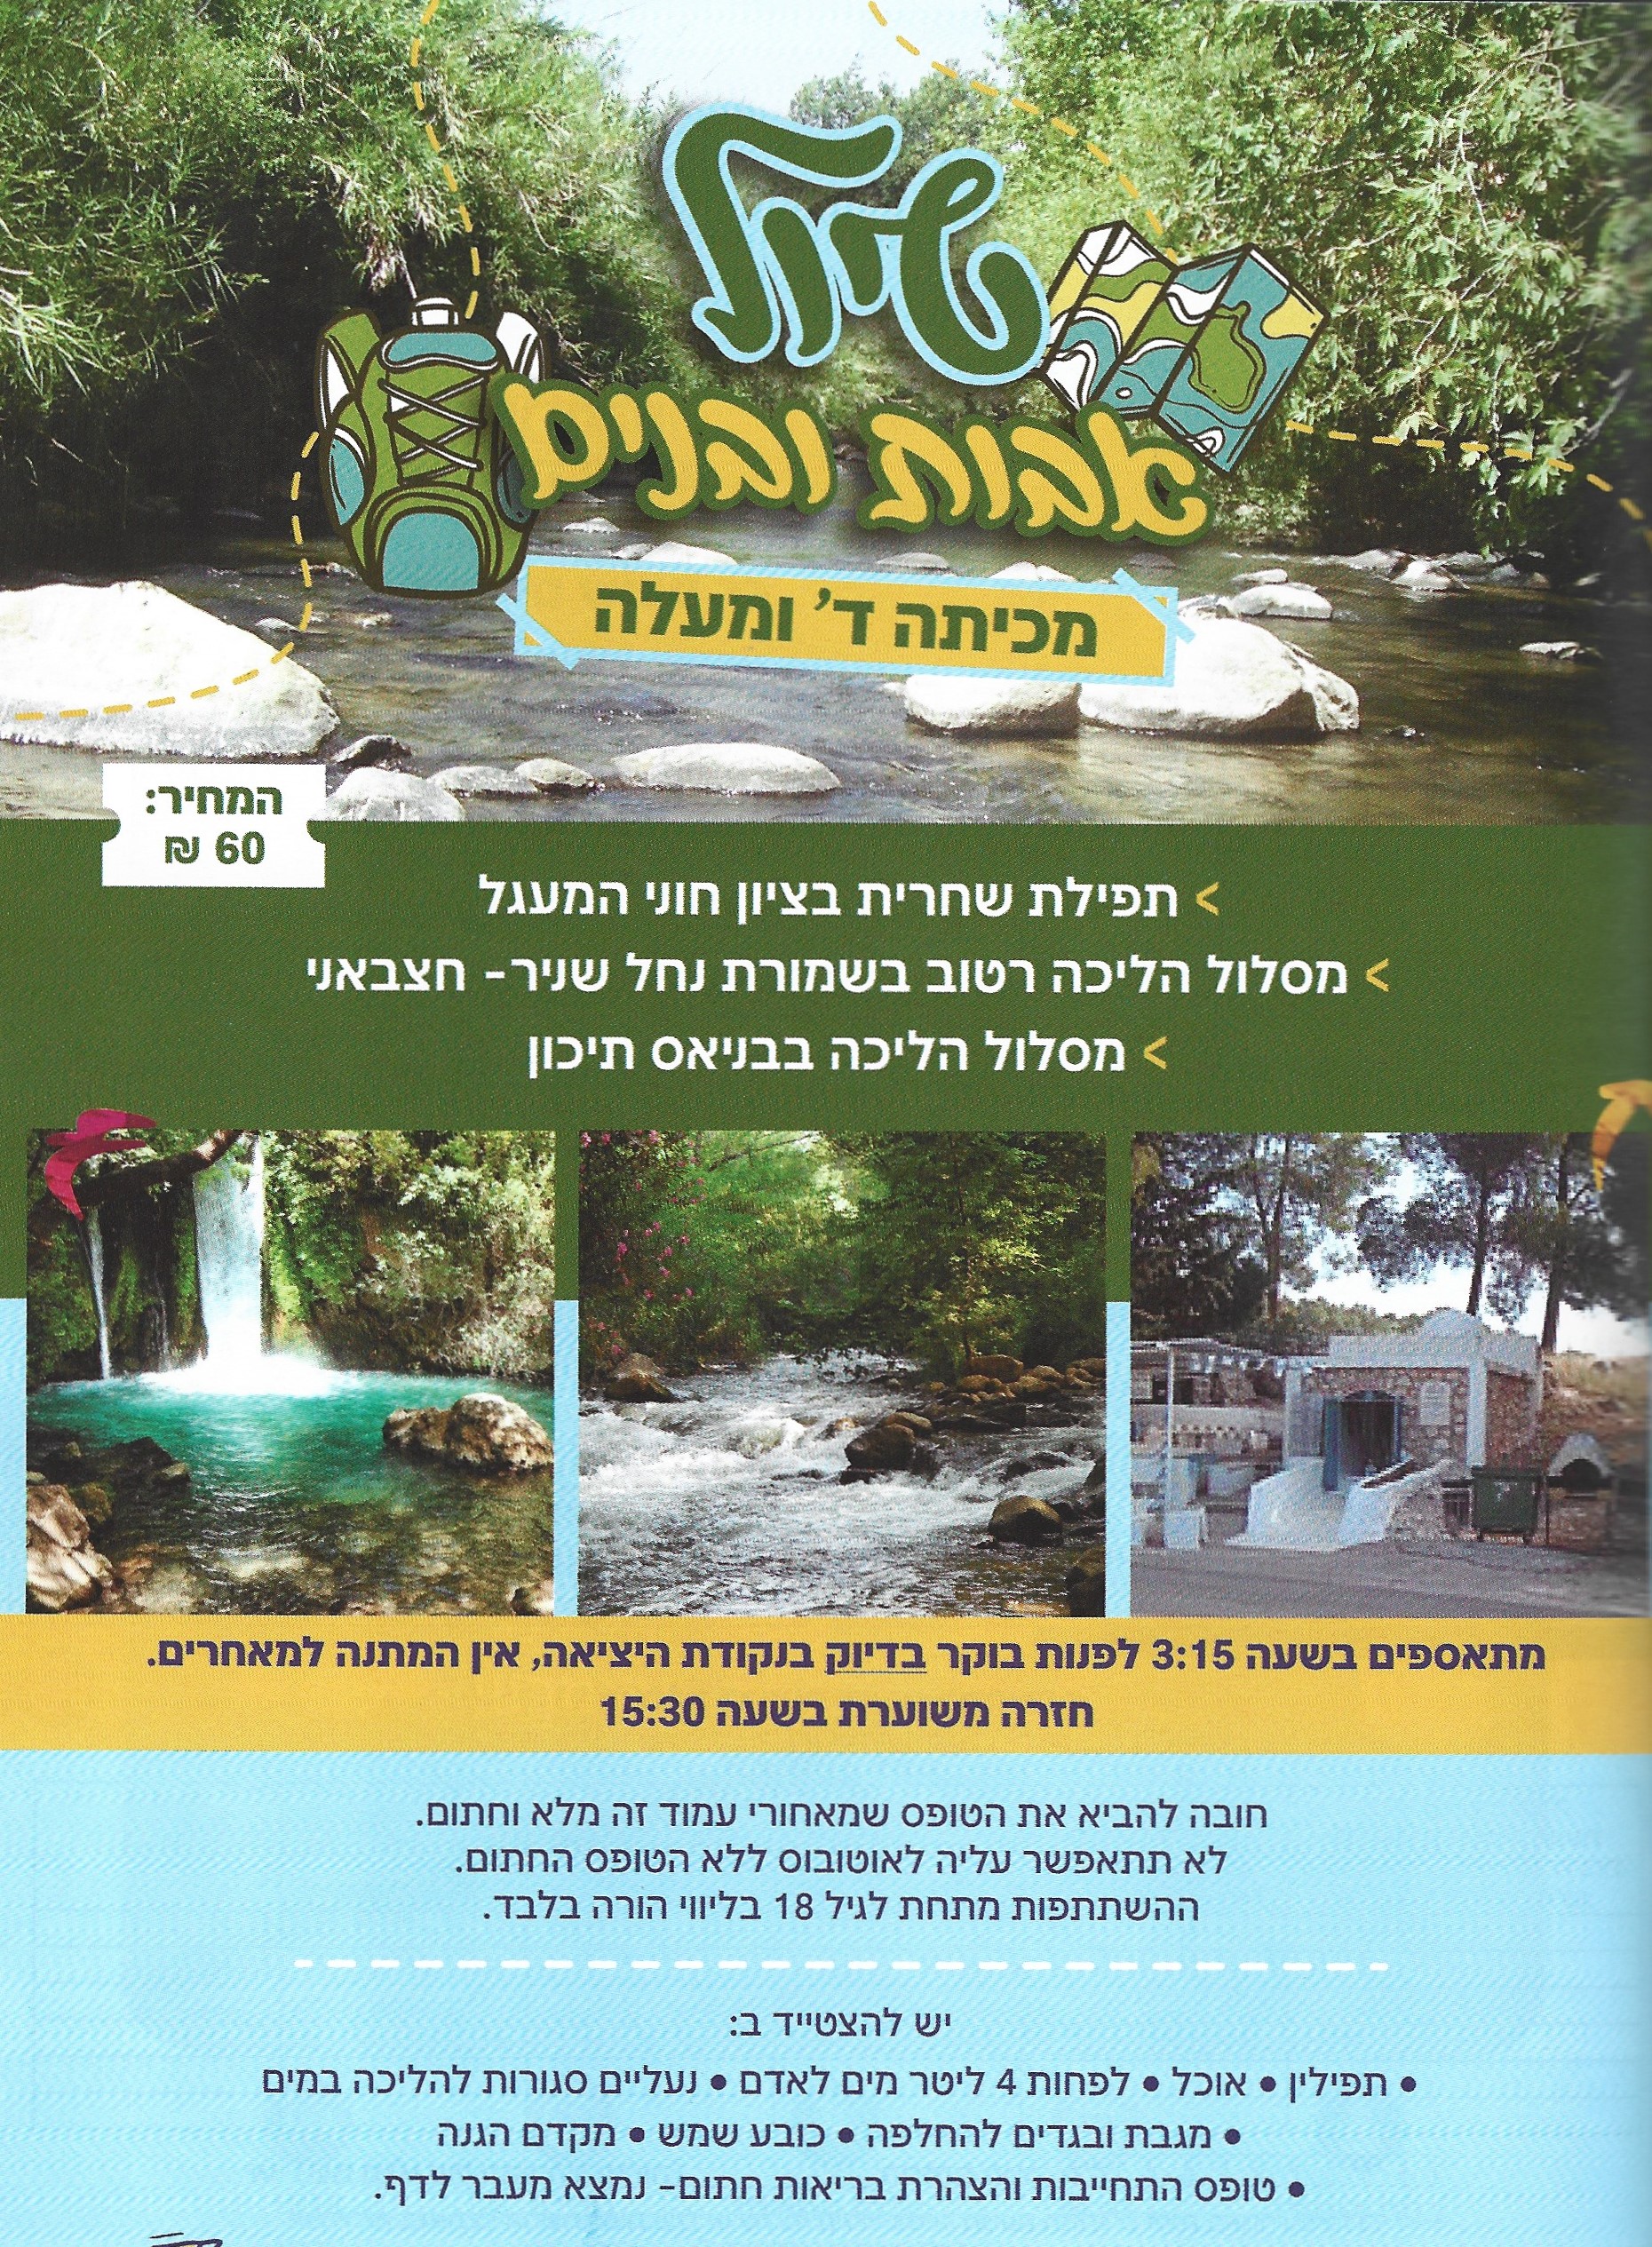 טיול
אבות ובנים
מכיתה ד' ומעלה
המחיר:
60 ₪
> תפילת שחרית בציון חוני המעגל
> מסלול הליכה רטוב בשמורת נחל שניר- חצבאני
> מסלול הליכה בבניאס תיכון
מתאספים בשעה 3:15 לפנות בוקר בדיוק בנקודת היציאה, אין המתנה למאחרים.
חזרה משוערת בשעה 15:30
חובה להביא את הטופס שמאחורי עמוד זה מלא וחתום.
לא תתאפשר עליה לאוטובוס ללא הטופס החתום.
ההשתתפות מתחת לגיל 18 בליווי הורה בלבד.
יש להצטייד ב:
• תפילין • אוכל • לפחות 4 ליטר מים לאדם • נעליים סגורות להליכה במים
• מגבת ובגדים להחלפה • כובע שמש • מקדם הגנה
• טופס התחייבות והצהרת בריאות חתום- נמצא מעבר לדף.